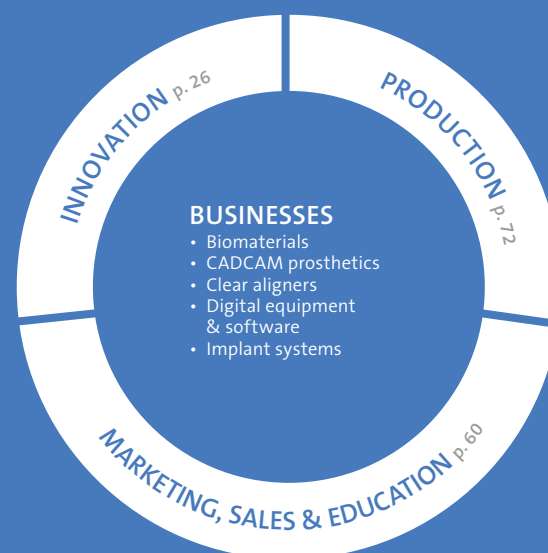 INNOVATION p. 26
PRODUCTION p. 72
BUSINESSES
• Biomaterials
• CADCAM prosthetics
• Clear aligners
• Digital equipment
& software
• Implant systems
MARKETING, SALES & EDUCATION p. 60